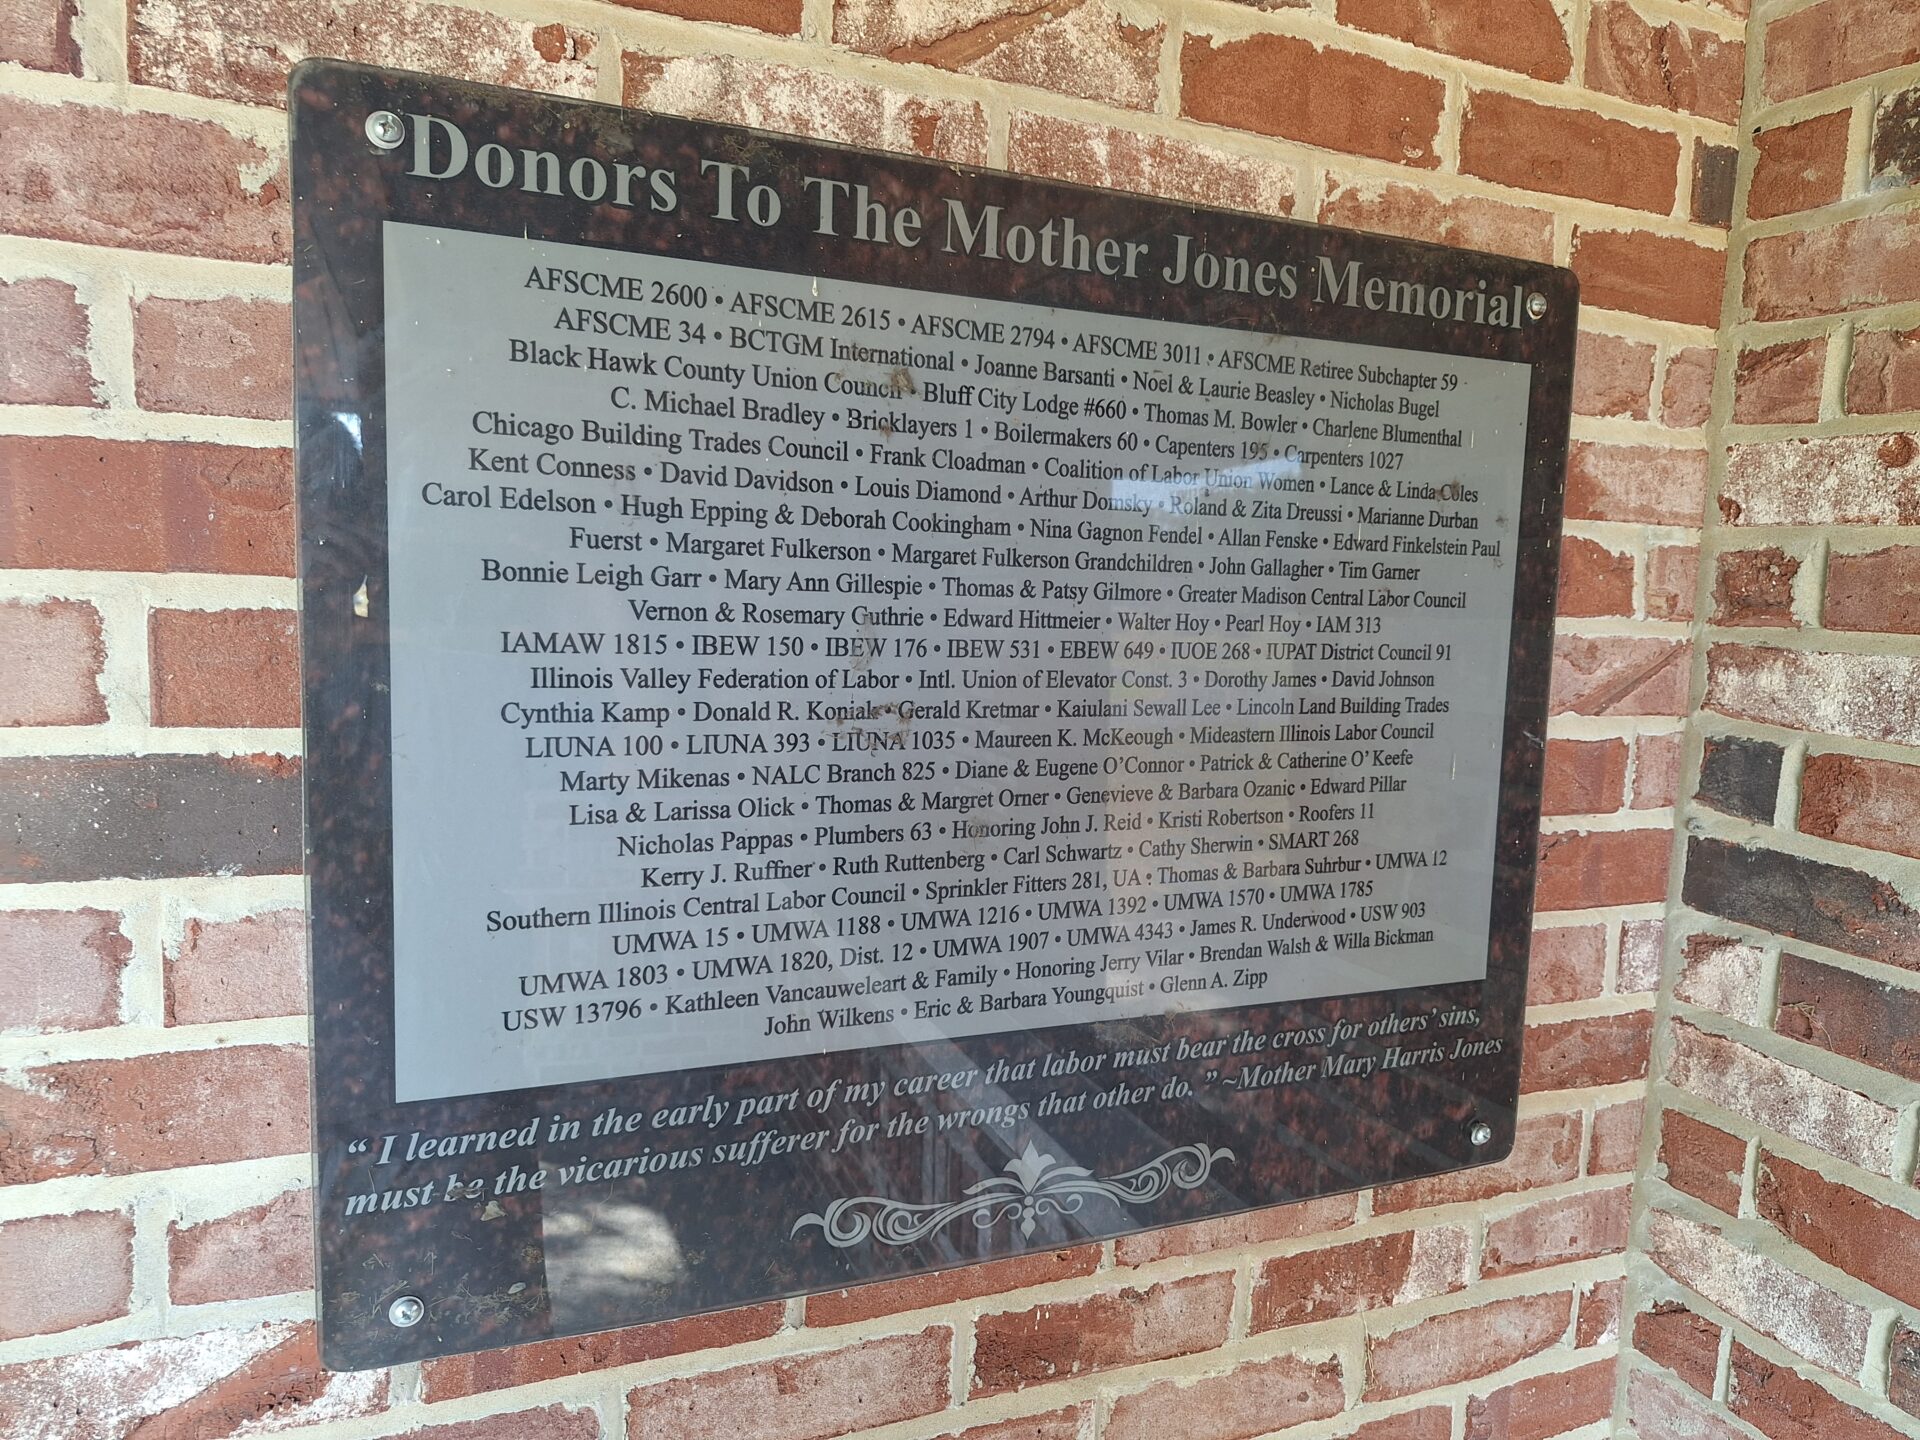 Donors To The Mother Jones Memorial
AFSCME 2600 • AFSCME 2615 • AFSCME 2794 • AFSCME 3011 • AFSCME Retiree Subchapter 59
AFSCME 34 • BCTGM International • Joanne Barsanti • Noel & Laurie Beasley • Nicholas Bugel
Black Hawk County Union Council • Bluff City Lodge #660 • Thomas M. Bowler • Charlene Blumenthal
C. Michael Bradley • Bricklayers 1 • Boilermakers 60 • Capenters 195 • Carpenters 1027
Chicago Building Trades Council • Frank Cloadman • Coalition of Labor Union Women • Lance & Linda Coles
Kent Conness • David Davidson • Louis Diamond • Arthur Domsky • Roland & Zita Dreussi • Marianne Durban
Carol Edelson • Hugh Epping & Deborah Cookingham • Nina Gagnon Fendel • Allan Fenske • Edward Finkelstein Paul
Fuerst • Margaret Fulkerson • Margaret Fulkerson Grandchildren • John Gallagher • Tim Garner
Bonnie Leigh Garr • Mary Ann Gillespie • Thomas & Patsy Gilmore • Greater Madison Central Labor Council
Vernon & Rosemary Guthrie • Edward Hittmeier • Walter Hoy • Pearl Hoy • IAM 313
IAMAW 1815 • IBEW 150 • IBEW 176 • IBEW 531 • EBEW 649 • IUOE 268 • IUPAT District Council 91
Illinois Valley Federation of Labor • Intl. Union of Elevator Const. 3 • Dorothy James • David Johnson
Cynthia Kamp • Donald R. Koniak • Gerald Kretmar • Kaiulani Sewall Lee • Lincoln Land Building Trades
LIUNA 100 • LIUNA 393 • LIUNA 1035 • Maureen K. McKeough • Mideastern Illinois Labor Council
Marty Mikenas • NALC Branch 825 • Diane & Eugene O'Connor • Patrick & Catherine O'Keefe
Lisa & Larissa Olick • Thomas & Margret Orner • Genevieve & Barbara Ozanic • Edward Pillar
Nicholas Pappas • Plumbers 63 • Honoring John J. Reid • Kristi Robertson • Roofers 11
Kerry J. Ruffner • Ruth Ruttenberg • Carl Schwartz • Cathy Sherwin • SMART 268
Southern Illinois Central Labor Council • Sprinkler Fitters 281, UA • Thomas & Barbara Suhrbur • UMWA 12
UMWA 15 • UMWA 1188 • UMWA 1216 • UMWA 1392 • UMWA 1570 • UMWA 1785
UMWA 1803 • UMWA 1820, Dist. 12 • UMWA 1907 • UMWA 4343 • James R. Underwood • USW 903
USW 13796 • Kathleen Vancauweleart & Family • Honoring Jerry Vilar • Brendan Walsh & Willa Bickman
John Wilkens • Eric & Barbara Youngquist • Glenn A. Zipp
“ I learned in the early part of my career that labor must bear the cross for others' sins,
must be the vicarious sufferer for the wrongs that other do. ” ~Mother Mary Harris Jones